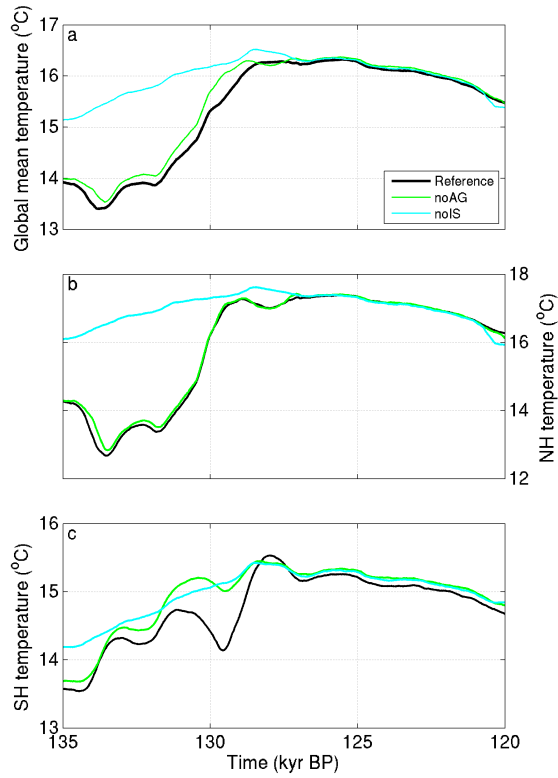 a
Global mean temperature (°C)
17
16
15
14
13
Reference
noAG
noIS
b
18
16
14
12
NH temperature (°C)
c
SH temperature (°C)
16
15
14
13
135
130
125
120
Time (kyr BP)